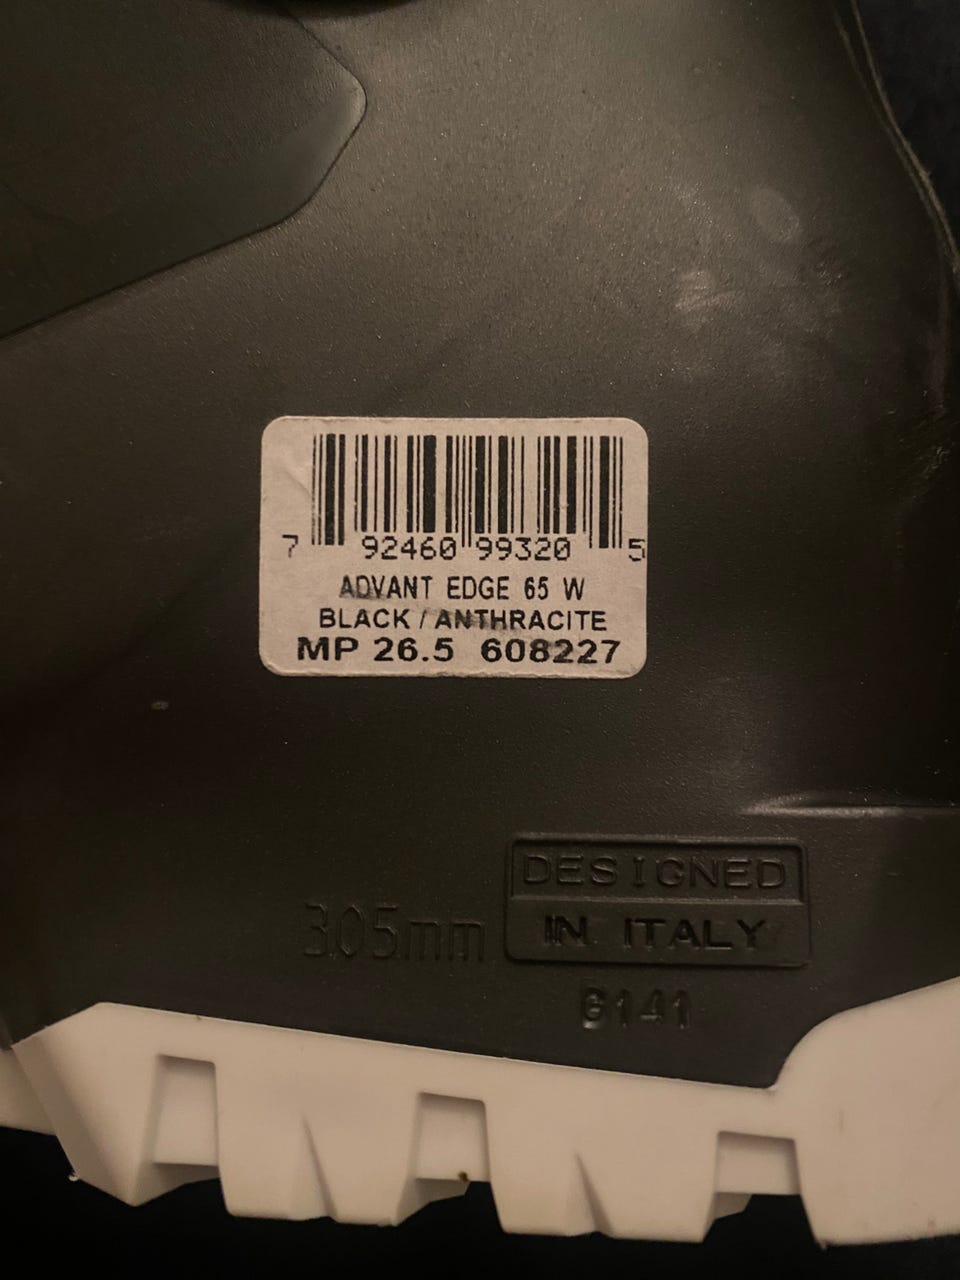 7 92460 99320 5
ADVANT EDGE 65 W
BLACK / ANTHRACITE
MP 26.5 608227
DESIGNED
IN ITALY
305mm
G141